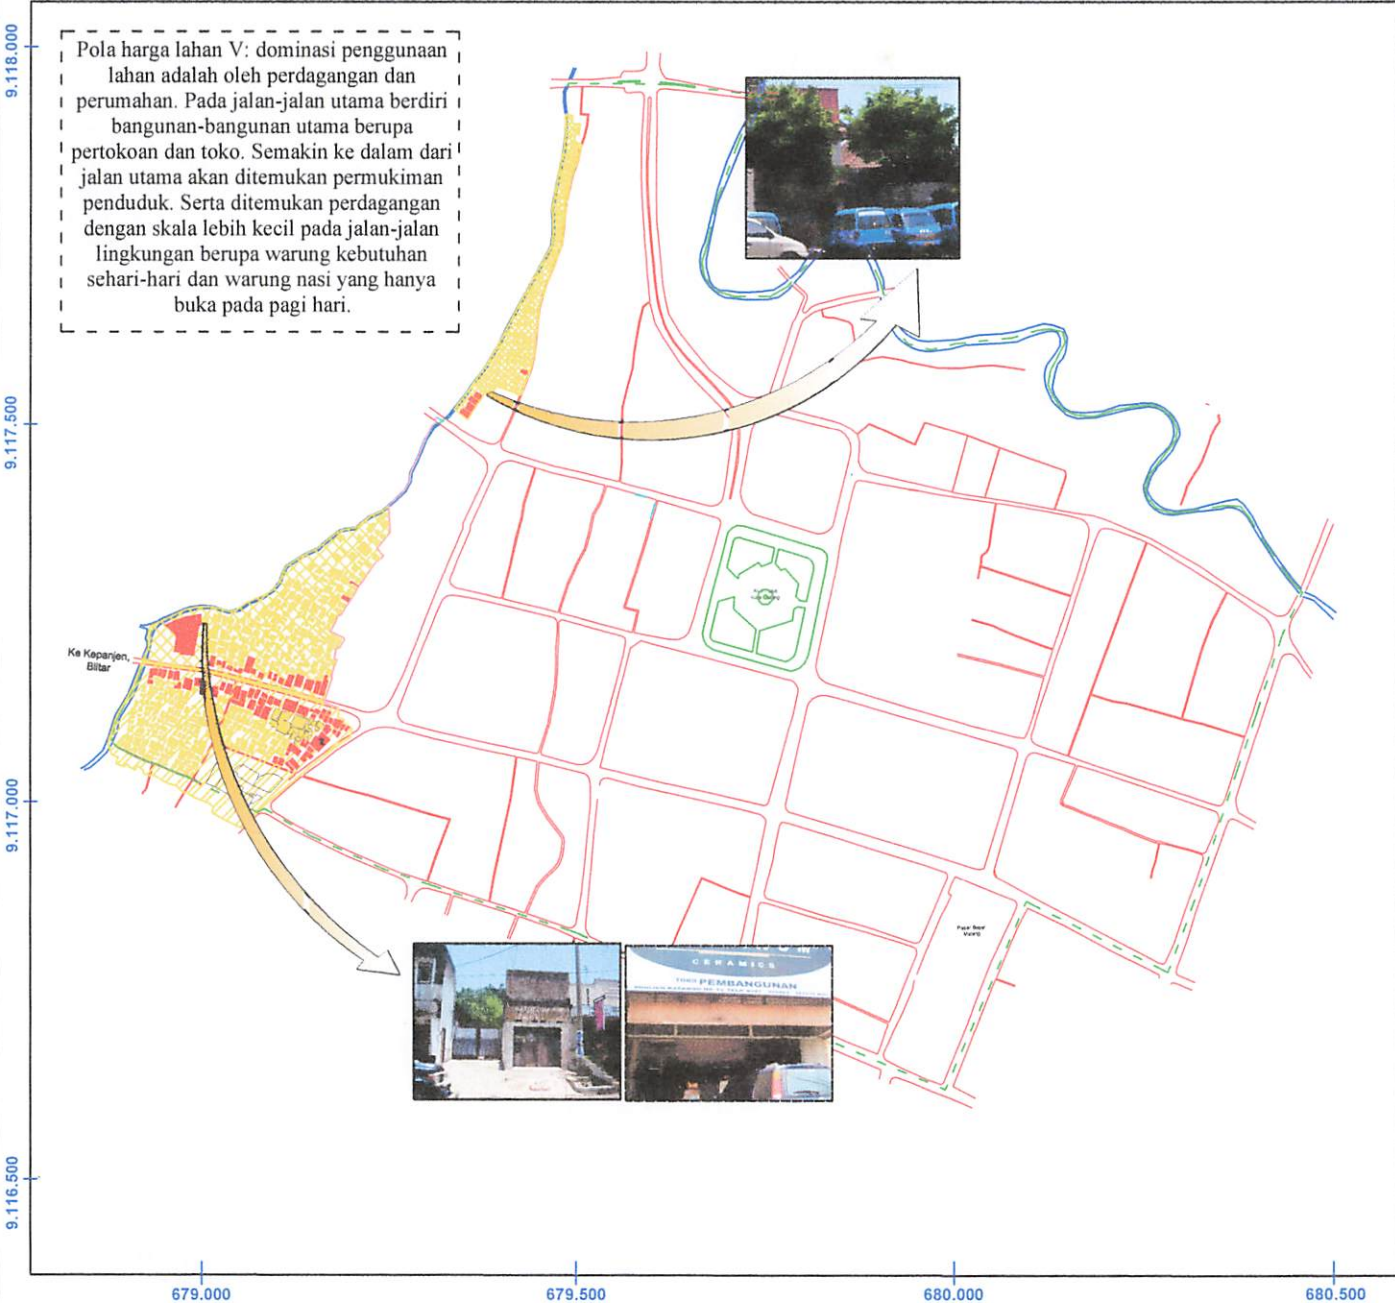 9.118.000
Pola harga lahan V: dominasi penggunaan
lahan adalah oleh perdagangan dan
perumahan. Pada jalan-jalan utama berdiri
bangunan-bangunan utama berupa
pertokoan dan toko. Semakin ke dalam dari
jalan utama akan ditemukan permukiman
penduduk. Serta ditemukan perdagangan
dengan skala lebih kecil pada jalan-jalan
lingkungan berupa warung kebutuhan
sehari-hari dan warung nasi yang hanya
buka pada pagi hari.
9.117.500
Ke Kepanjen,
Blitar
9.117.000
Pasar Besar
Malang
CERAMICS
TOKO PEMBANGUNAN
9.116.500
679.000
679.500
680.000
680.500